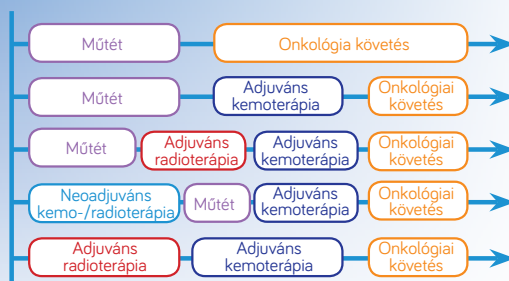 Műtét
Onkológia követés
Műtét
Adjuváns
kemoterápia
Onkológiai
követés
Műtét
Adjuváns
radioterápia
Adjuváns
kemoterápia
Onkológiai
követés
Neoadjuváns
kemo-/radioterápia
Műtét
Adjuváns
kemoterápia
Onkológiai
követés
Adjuváns
radioterápia
Adjuváns
kemoterápia
Onkológiai
követés